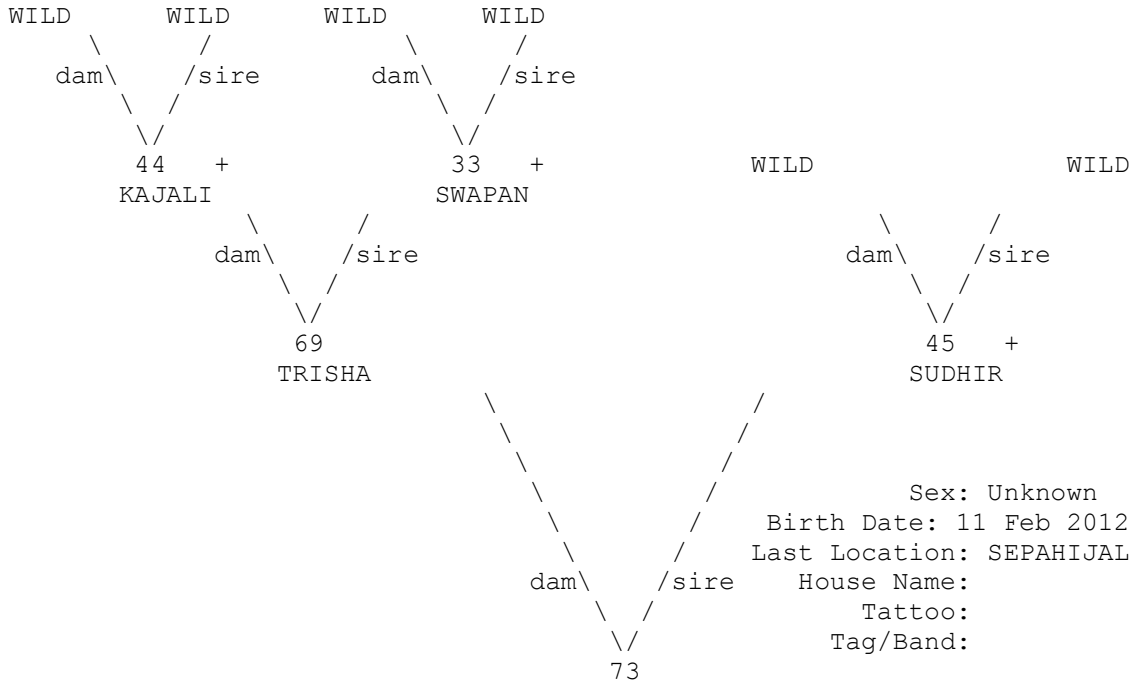 WILD WILD WILD WILD
\ / \ /
dam\ /sire dam\ /sire
\ / \ /
\/ \/
44 + 33 + WILD WILD
KAJALI SWAPAN
\ / \ /
dam\ /sire dam\ /sire
\ / \ /
\/ \/
69 45 +
TRISHA SUDHIR
\ /
\ /
\ /
\ / Sex: Unknown
\ / Birth Date: 11 Feb 2012
\ / Last Location: SEPAHIJAL
dam\ /sire House Name:
\ / Tattoo:
\/ Tag/Band:
73